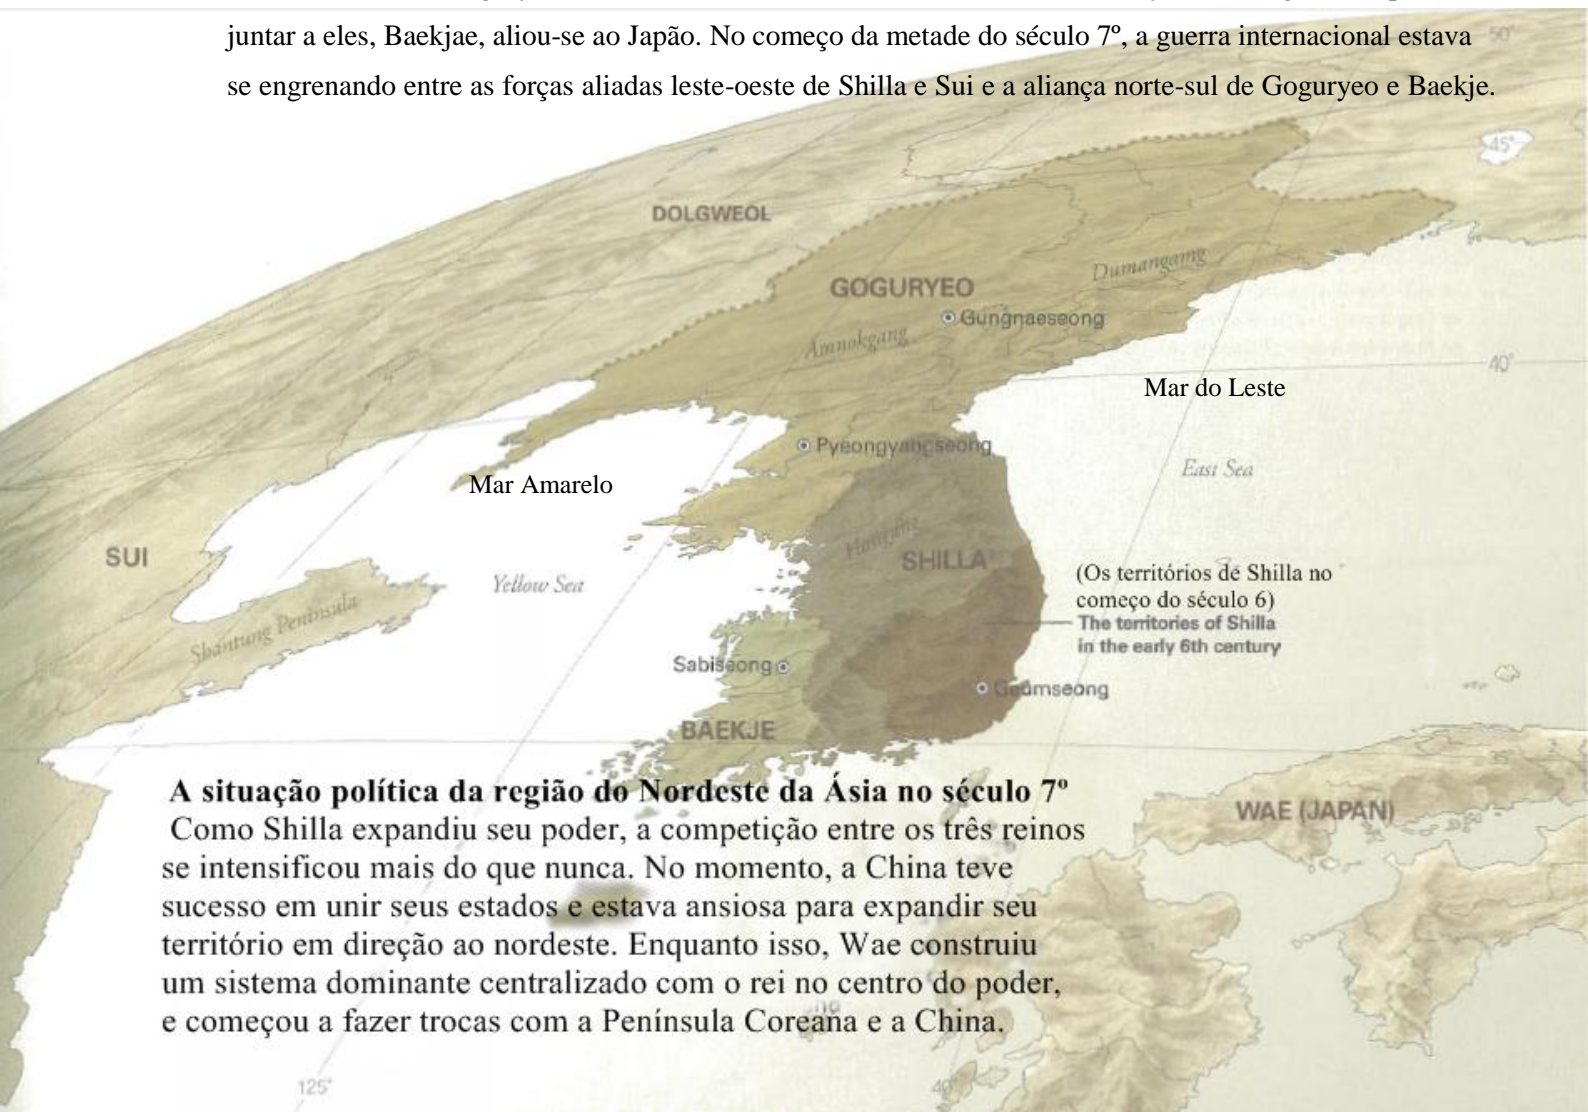 juntar a eles, Baekjae, aliou-se ao Japão. No começo da metade do século 7º, a guerra internacional estava
se engrenando entre as forças aliadas leste-oeste de Shilla e Sui e a aliança norte-sul de Goguryeo e Baekje.
50°
45°
DOLGWEOL
Dumangamg
GOGURYEO
Gungnaeseong
Amnokgang
40°
Mar do Leste
Pyeongyangseong
East Sea
Mar Amarelo
Hangang
SUI
SHILLA
Yellow Sea
(Os territórios de Shilla no
começo do século 6)
The territories of Shilla
in the early 6th century
Shantung Peninsula
Sabiseong
Geumseong
BAEKJE
A situação política da região do Nordeste da Ásia no século 7º
Como Shilla expandiu seu poder, a competição entre os três reinos
se intensificou mais do que nunca. No momento, a China teve
sucesso em unir seus estados e estava ansiosa para expandir seu
território em direção ao nordeste. Enquanto isso, Wae construiu
um sistema dominante centralizado com o rei no centro do poder,
e começou a fazer trocas com a Península Coreana e a China.
WAE (JAPAN)
125°
40°